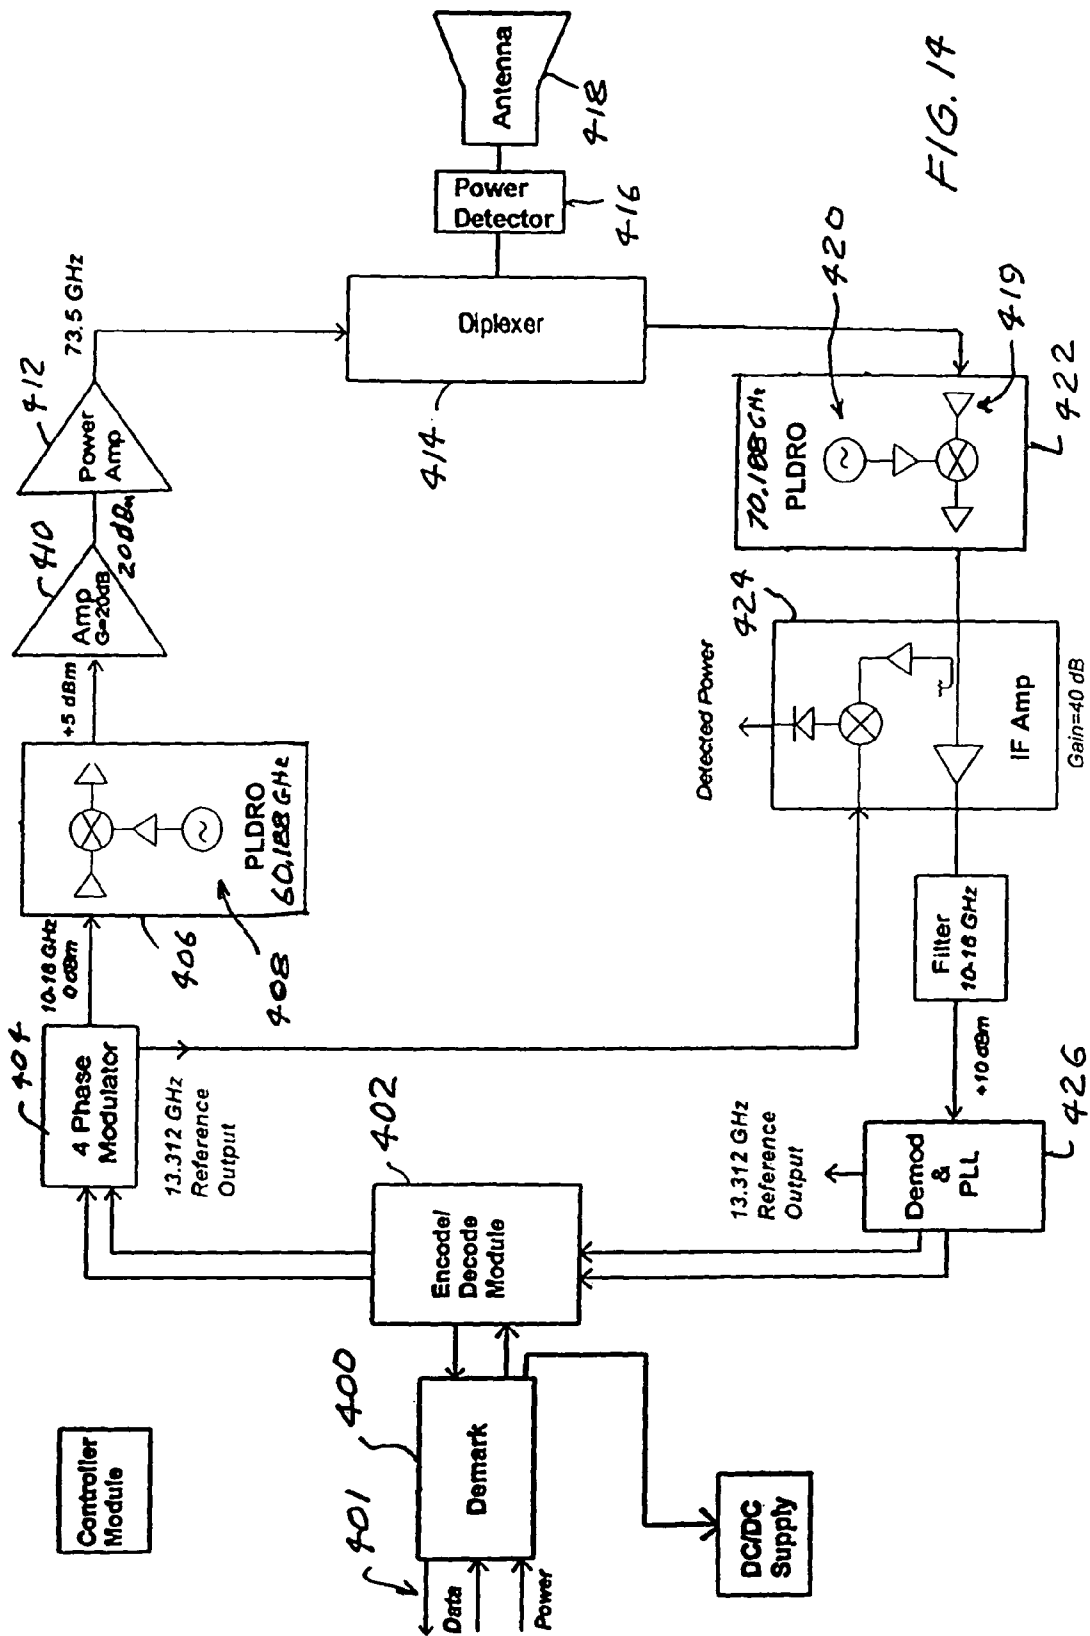 Controller
Module
404
4 Phase
Modulator
10-18 GHz
0 dBm
406
408
PLDRO
60.188 GHz
+5 dBm
410
Amp
G=20dB
20dBm
412
Power
Amp
73.5 GHz
13.312 GHz
Reference
Output
402
Encode/
Decode
Module
400
401
Demark
Data
Power
DC/DC
Supply
414
Diplexer
Power
Detector
416
Antenna
418
Detected Power
424
IF Amp
Gain=40 dB
70.188 GHz
PLDRO
420
419
422
Filter
10-18 GHz
+10 dBm
13.312 GHz
Reference
Output
Demod
&
PLL
426
FIG. 14